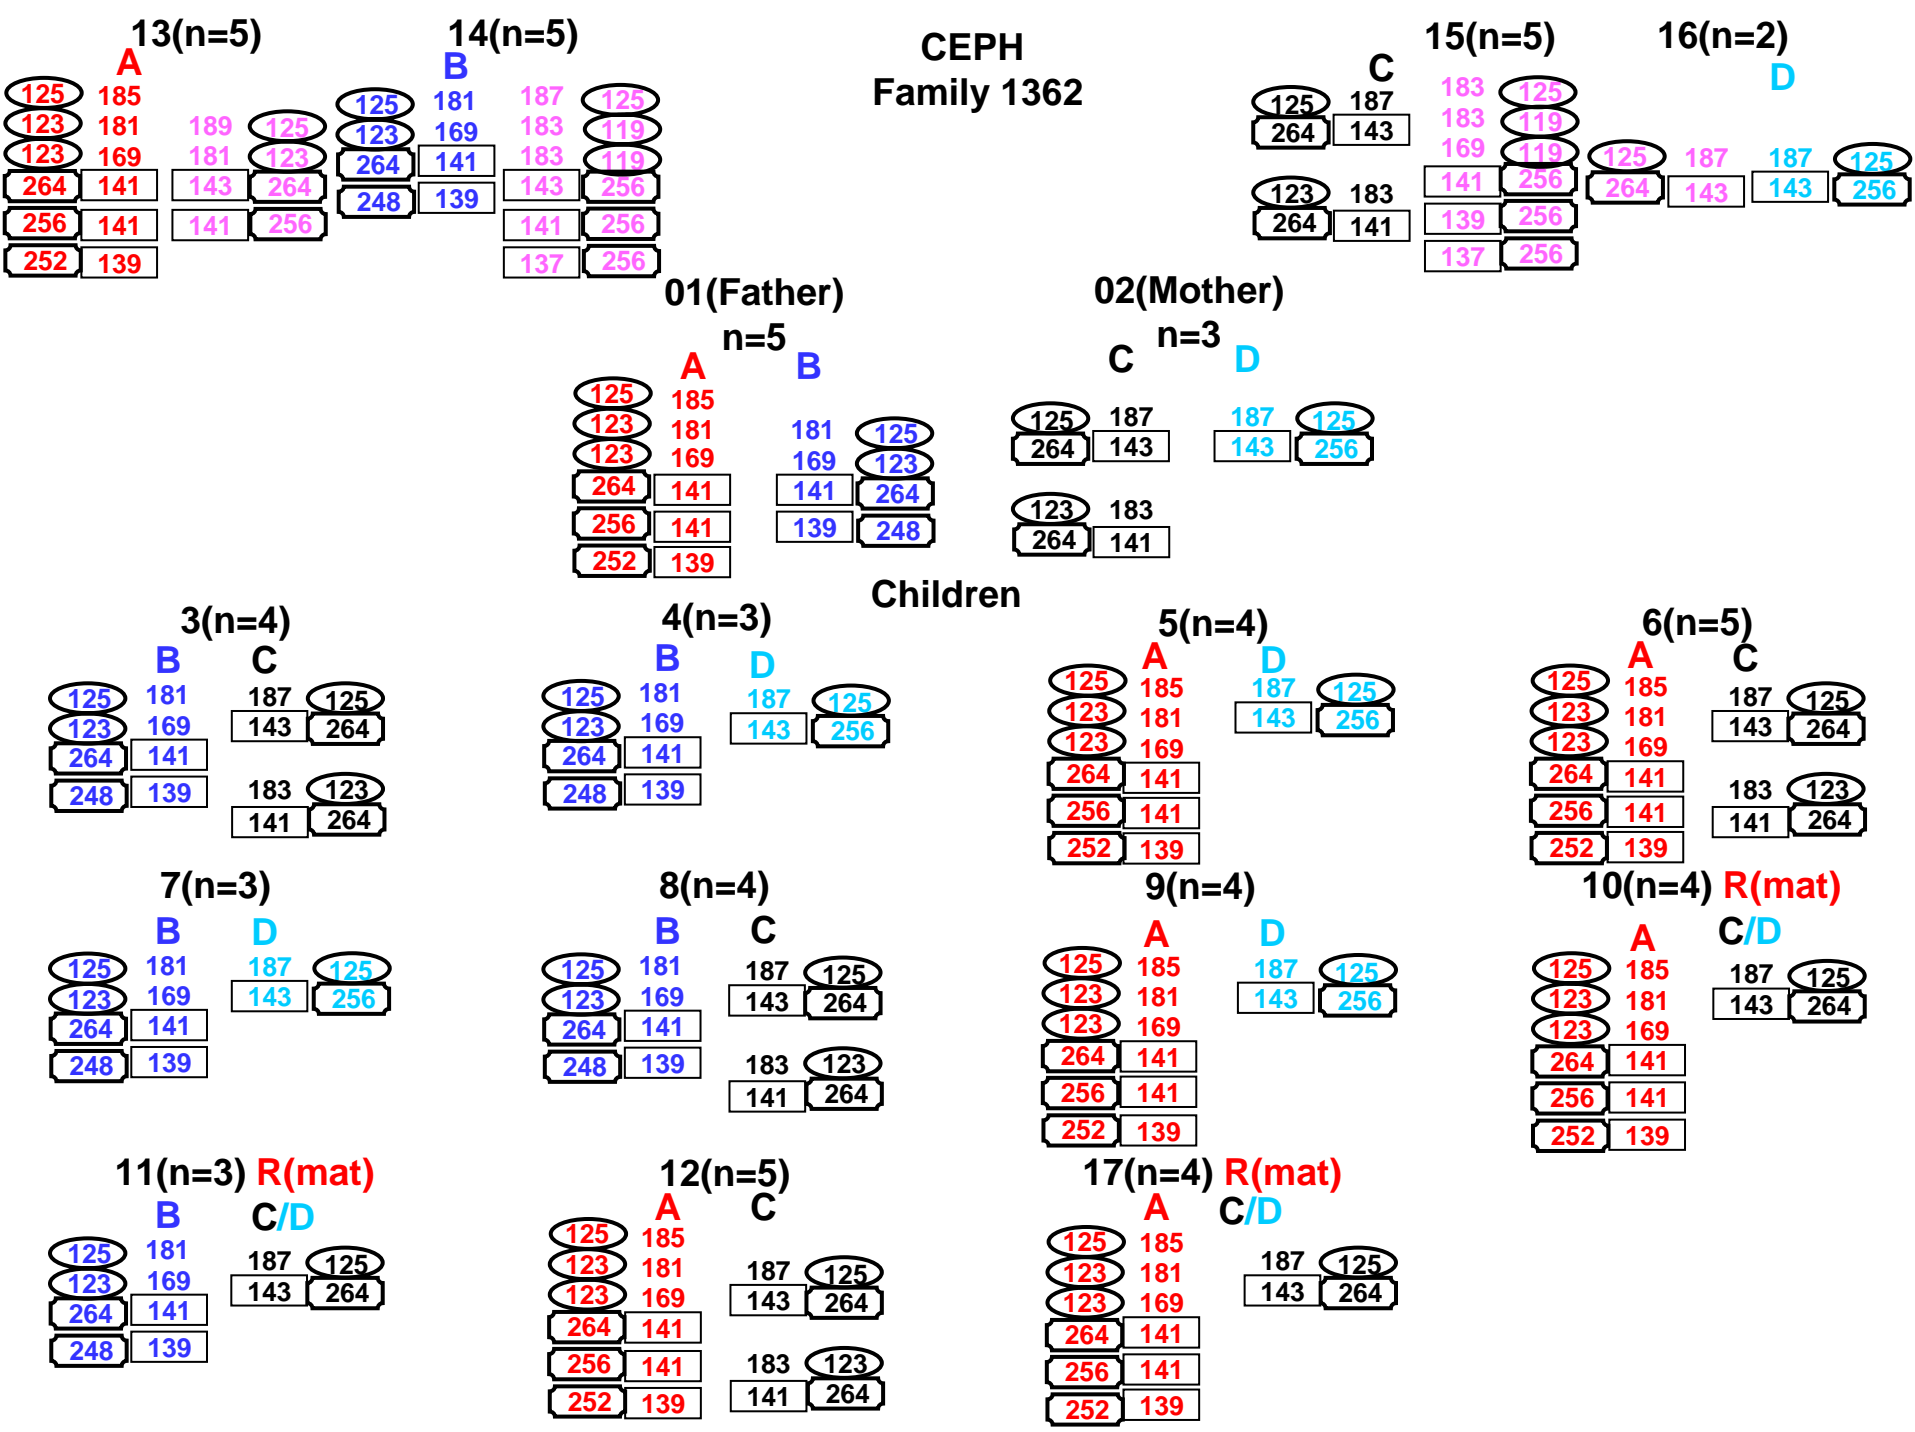 13(n=5) 14(n=5) CEPH 15(n=5) 16(n=2)
A B Family 1362 C D
125 185 125 181 187 125 125 187 183 125
123 181 189 125 123 169 183 119 264 143 183 119
123 169 181 123 264 141 183 119 169 119 125 187 187 125
264 141 143 264 248 139 143 256 123 183 141 256 264 143 143 256
256 141 141 256 141 256 264 141 139 256
252 139 137 256 137 256
01(Father) 02(Mother)
n=5 n=3
A B C D
125 185
123 181 181 125 125 187 187 125
123 169 169 123 264 143 143 256
264 141 141 264
256 141 139 248 123 183
252 139 264 141
Children
3(n=4) 4(n=3) 5(n=4) 6(n=5)
B C B D A D A C
125 181 187 125 125 181 187 125 125 185 187 125 125 185 187 125
123 169 143 264 123 169 143 256 123 181 143 256 123 181 143 264
264 141 264 141 123 169 123 169
248 139 183 123 248 139 264 141 264 141 183 123
141 264 256 141 256 141 141 264
252 139 252 139
7(n=3) 8(n=4) 9(n=4) 10(n=4) R(mat)
B D B C A D A C/D
125 181 187 125 125 181 187 125 125 185 187 125 125 185 187 125
123 169 143 256 123 169 143 264 123 181 143 256 123 181 143 264
264 141 264 141 123 169 123 169
248 139 248 139 183 123 264 141 264 141
141 264 256 141 256 141
252 139 252 139
11(n=3) R(mat) 12(n=5) 17(n=4) R(mat)
B C/D A C A C/D
125 181 187 125 125 185 125 185 187 125
123 169 143 264 123 181 187 125 123 181 143 264
264 141 123 169 143 264 123 169
248 139 264 141 264 141
256 141 183 123 256 141
252 139 141 264 252 139